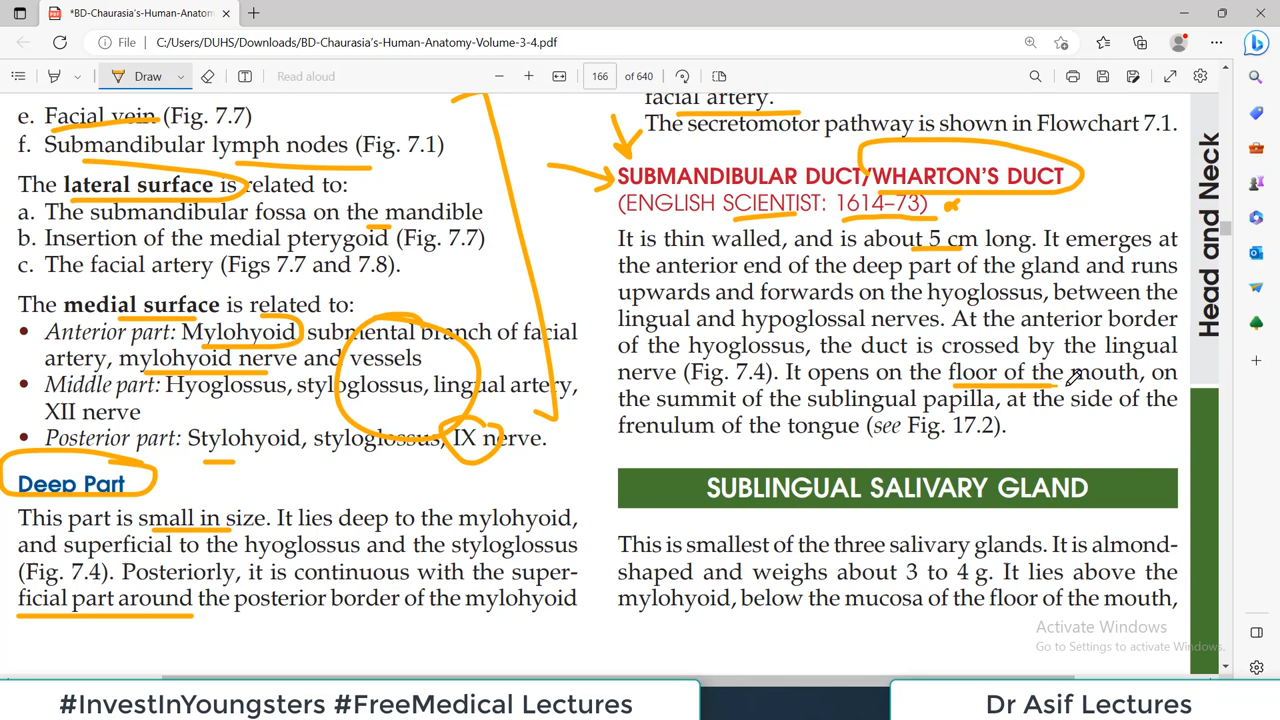 *BD-Chaurasia's-Human-Anatomy-
File
C:/Users/DUHS/Downloads/BD-Chaurasia's-Human-Anatomy-Volume-3-4.pdf
Draw
Read aloud
166 of 640
e. Facial vein (Fig. 7.7)
f. Submandibular lymph nodes (Fig. 7.1)
The lateral surface is related to:
a. The submandibular fossa on the mandible
b. Insertion of the medial pterygoid (Fig. 7.7)
c. The facial artery (Figs 7.7 and 7.8).
The medial surface is related to:
• Anterior part: Mylohyoid, submental branch of facial
artery, mylohyoid nerve and vessels
• Middle part: Hyoglossus, styloglossus, lingual artery,
XII nerve
• Posterior part: Stylohyoid, styloglossus, IX nerve.
Deep Part
This part is small in size. It lies deep to the mylohyoid,
and superficial to the hyoglossus and the styloglossus
(Fig. 7.4). Posteriorly, it is continuous with the super-
ficial part around the posterior border of the mylohyoid
facial artery.
The secretomotor pathway is shown in Flowchart 7.1.
SUBMANDIBULAR DUCT/WHARTON'S DUCT
(ENGLISH SCIENTIST: 1614–73)
It is thin walled, and is about 5 cm long. It emerges at
the anterior end of the deep part of the gland and runs
upwards and forwards on the hyoglossus, between the
lingual and hypoglossal nerves. At the anterior border
of the hyoglossus, the duct is crossed by the lingual
nerve (Fig. 7.4). It opens on the floor of the mouth, on
the summit of the sublingual papilla, at the side of the
frenulum of the tongue (see Fig. 17.2).
SUBLINGUAL SALIVARY GLAND
This is smallest of the three salivary glands. It is almond-
shaped and weighs about 3 to 4 g. It lies above the
mylohyoid, below the mucosa of the floor of the mouth,
Head and Neck
Activate Windows
Go to Settings to activate Windows.
#InvestInYoungsters #FreeMedical Lectures
Dr Asif Lectures